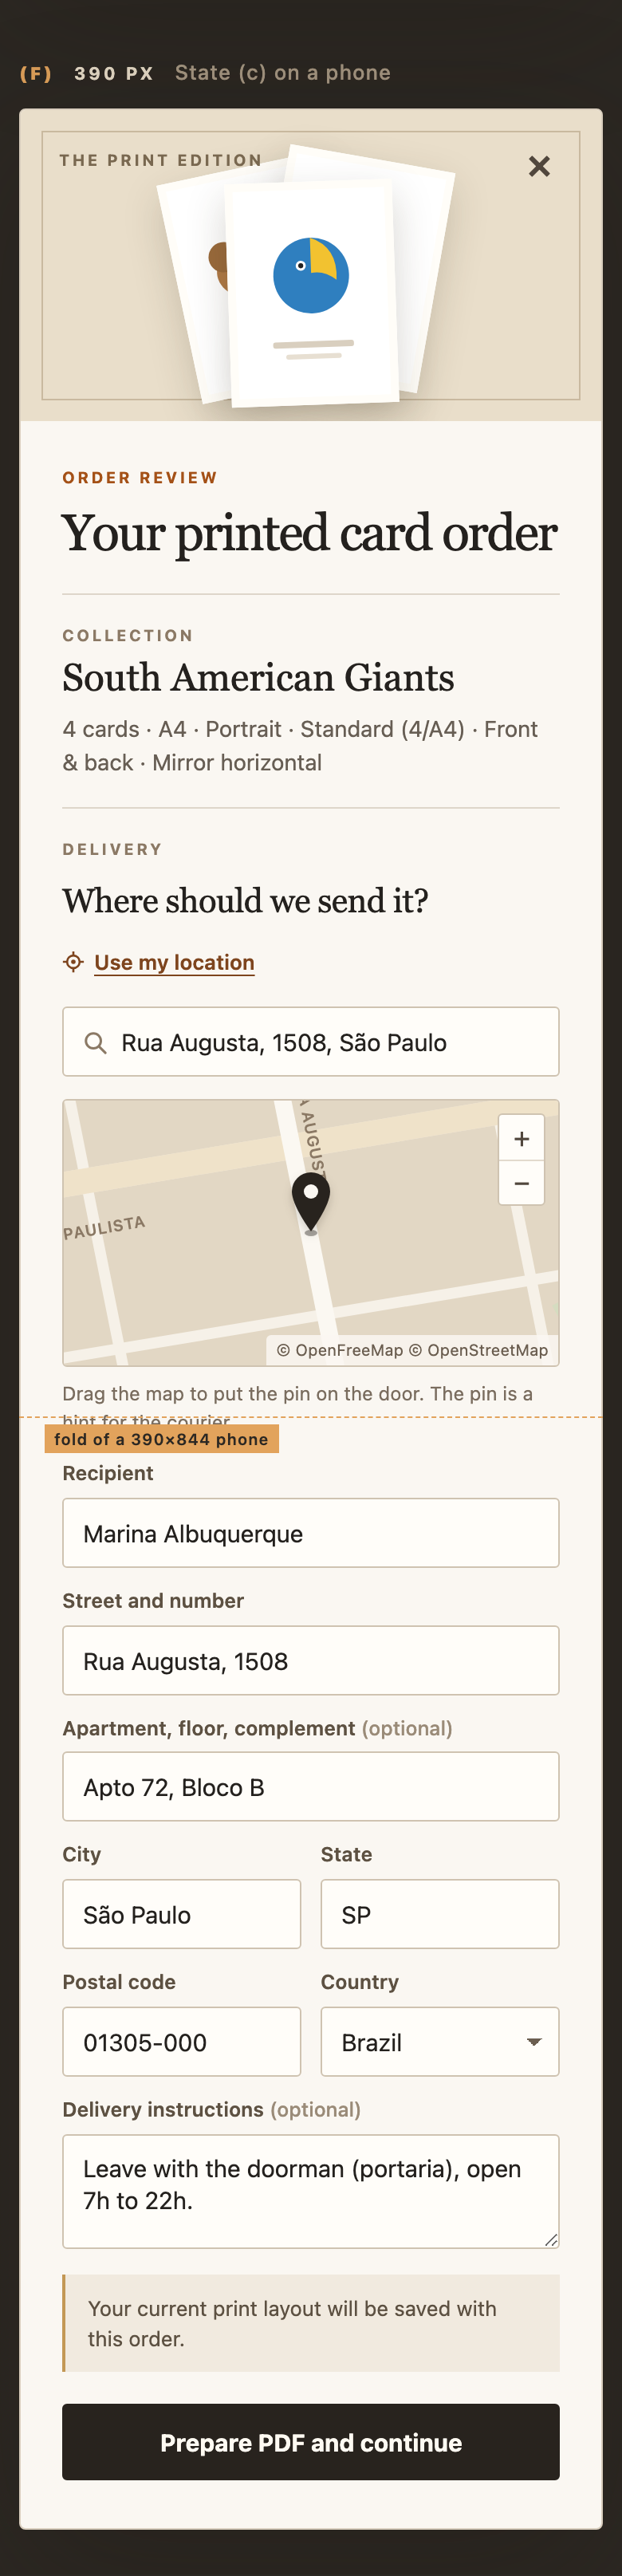 (F) 390 PX State (c) on a phone
THE PRINT EDITION
ORDER REVIEW
Your printed card order
COLLECTION
South American Giants
4 cards · A4 · Portrait · Standard (4/A4) · Front
& back · Mirror horizontal
DELIVERY
Where should we send it?
Use my location
Rua Augusta, 1508, São Paulo
A AUGUST
+
PAULISTA
−
© OpenFreeMap © OpenStreetMap
Drag the map to put the pin on the door. The pin is a
hint for the courier
fold of a 390×844 phone
Recipient
Marina Albuquerque
Street and number
Rua Augusta, 1508
Apartment, floor, complement (optional)
Apto 72, Bloco B
City State
São Paulo SP
Postal code Country
01305-000 Brazil
Delivery instructions (optional)
Leave with the doorman (portaria), open
7h to 22h.
Your current print layout will be saved with
this order.
Prepare PDF and continue